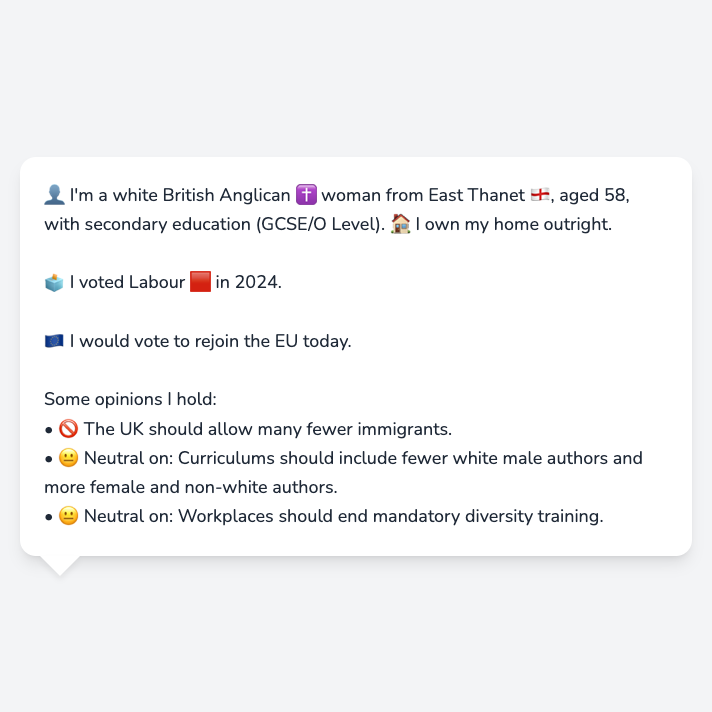 👤 I'm a white British Anglican ✝️ woman from East Thanet 🏴󠁧󠁢󠁥󠁮󠁧󠁿, aged 58,
with secondary education (GCSE/O Level). 🏠 I own my home outright.
🗳️ I voted Labour 🟥 in 2024.
🇪🇺 I would vote to rejoin the EU today.
Some opinions I hold:
• 🚫 The UK should allow many fewer immigrants.
• 😐 Neutral on: Curriculums should include fewer white male authors and
more female and non-white authors.
• 😐 Neutral on: Workplaces should end mandatory diversity training.